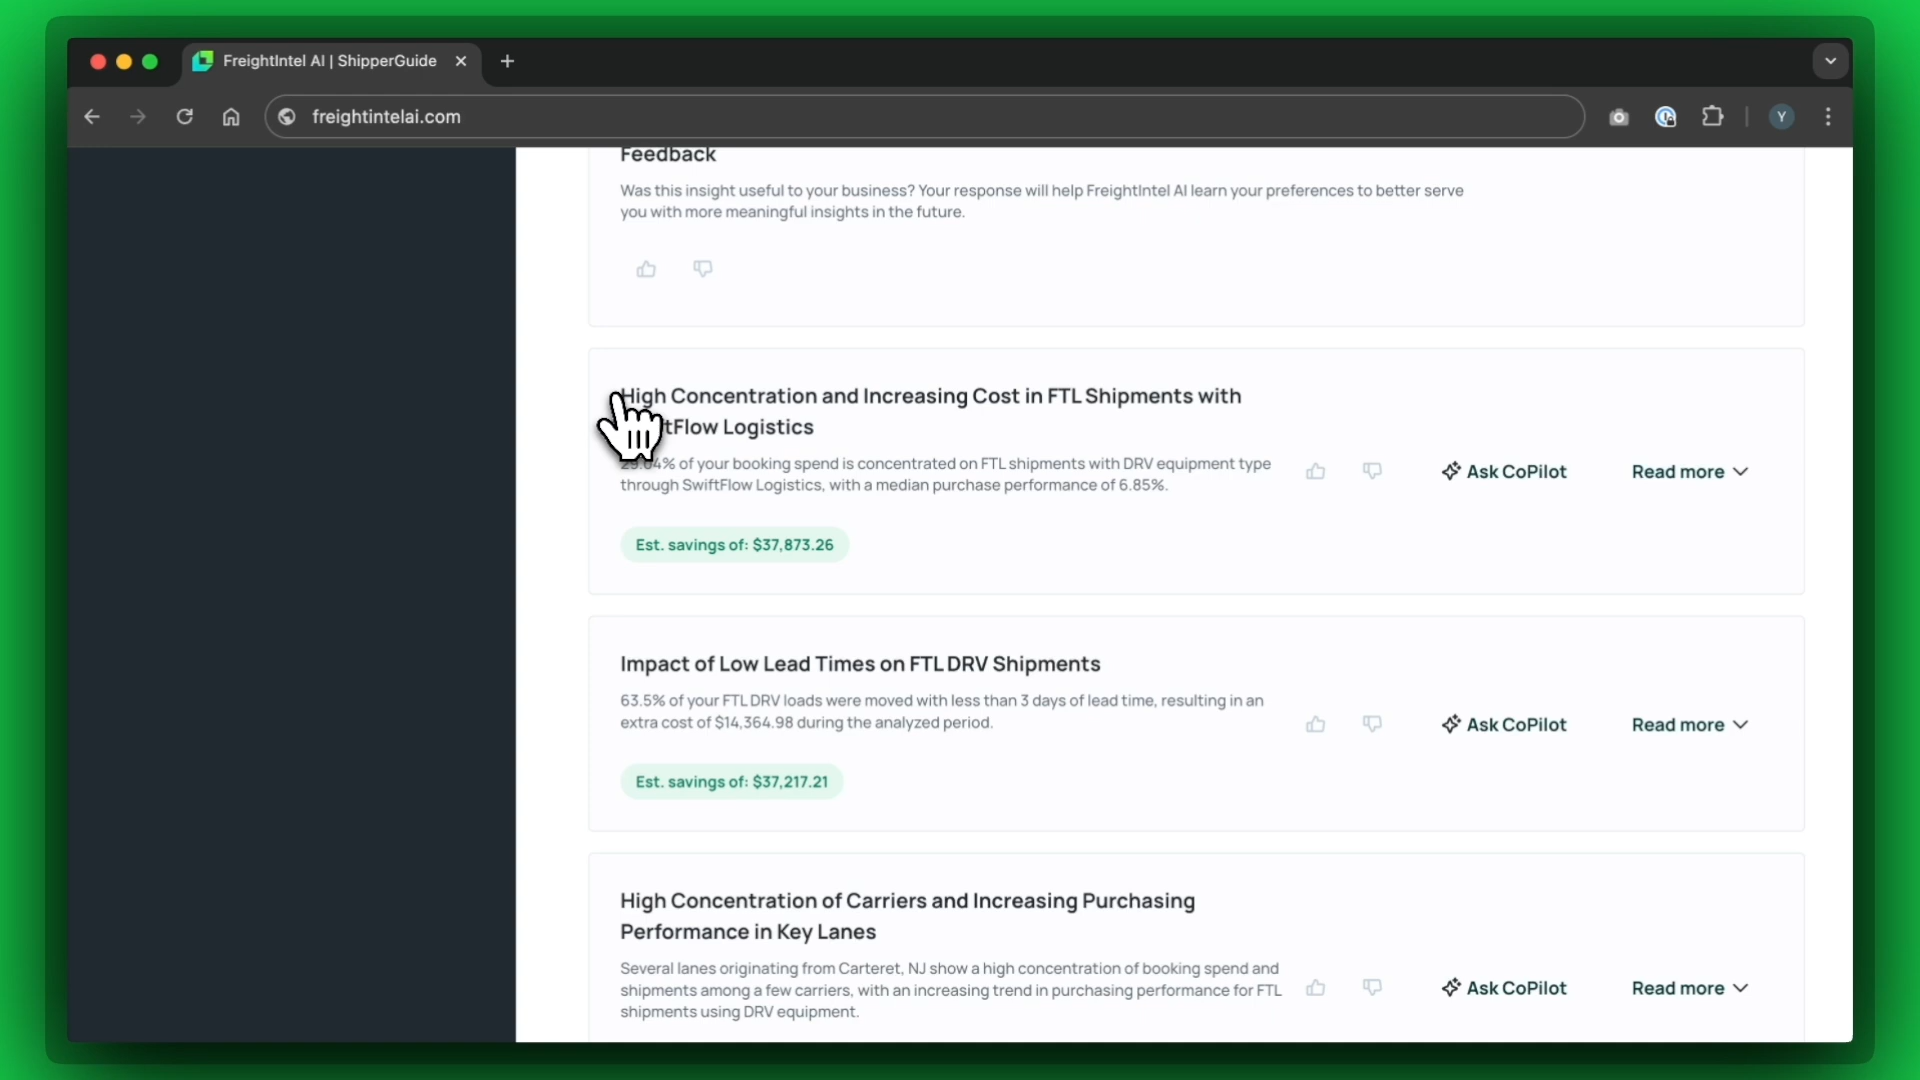 FreightIntel AI | ShipperGuide
freightintelai.com
Y
Feedback
Was this insight useful to your business? Your response will help FreightIntel AI learn your preferences to better serve
you with more meaningful insights in the future.
High Concentration and Increasing Cost in FTL Shipments with
tFlow Logistics
% of your booking spend is concentrated on FTL shipments with DRV equipment type
through SwiftFlow Logistics, with a median purchase performance of 6.85%.
Ask CoPilot
Read more
Est. savings of: $37,873.26
Impact of Low Lead Times on FTL DRV Shipments
63.5% of your FTL DRV loads were moved with less than 3 days of lead time, resulting in an
extra cost of $14,364.98 during the analyzed period.
Ask CoPilot
Read more
Est. savings of: $37,217.21
High Concentration of Carriers and Increasing Purchasing
Performance in Key Lanes
Several lanes originating from Carteret, NJ show a high concentration of booking spend and
shipments among a few carriers, with an increasing trend in purchasing performance for FTL
shipments using DRV equipment.
Ask CoPilot
Read more